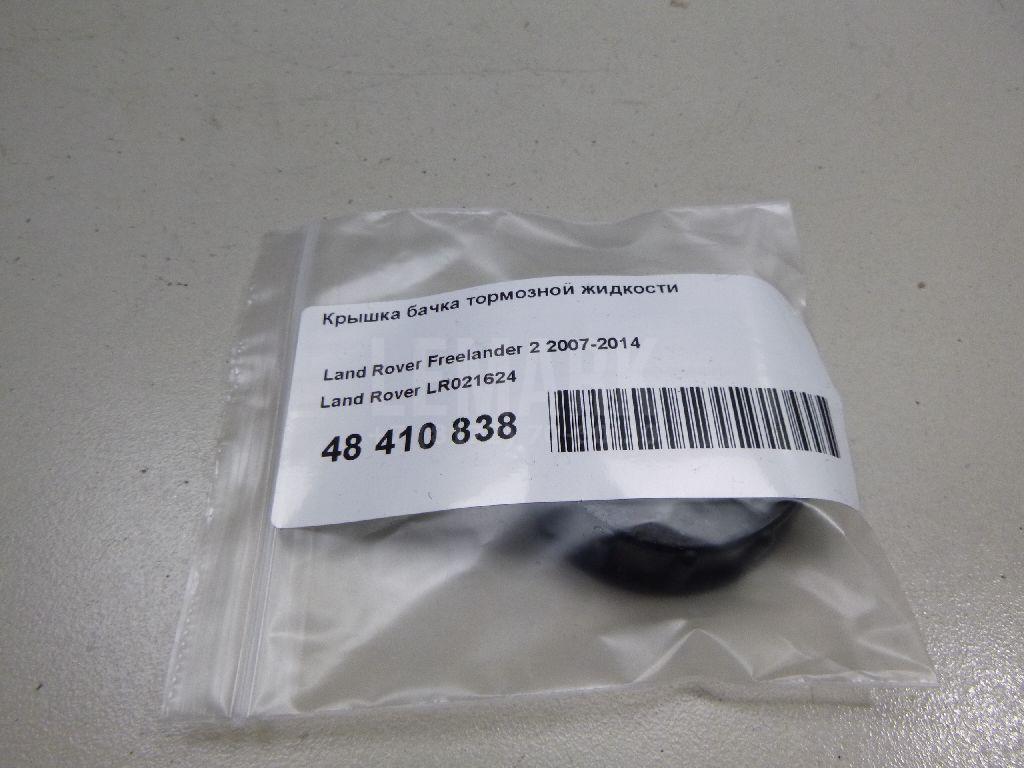 Крышка бачка тормозной жидкости
Land Rover Freelander 2 2007-2014
Land Rover LR021624
48 410 838